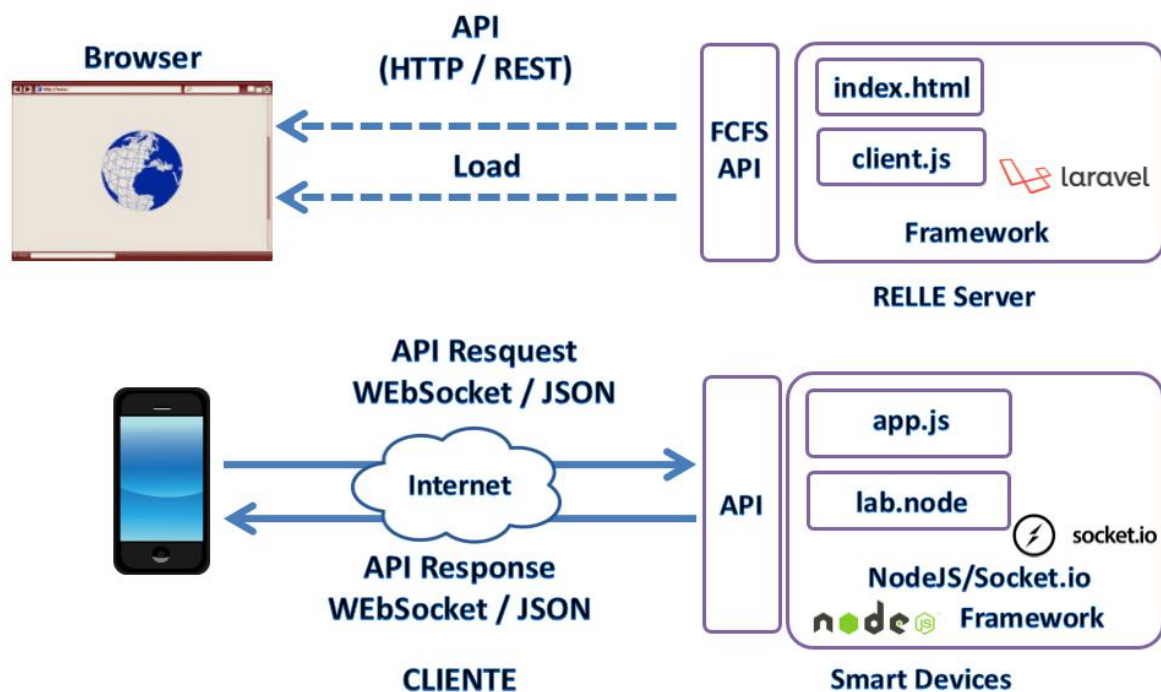 Browser
API
(HTTP / REST)
Load
FCFS
API
index.html
client.js
laravel
Framework
RELLE Server
API Resquest
WEbSocket / JSON
Internet
API Response
WEbSocket / JSON
CLIENTE
API
app.js
lab.node
socket.io
NodeJS/Socket.io
node JS
Framework
Smart Devices